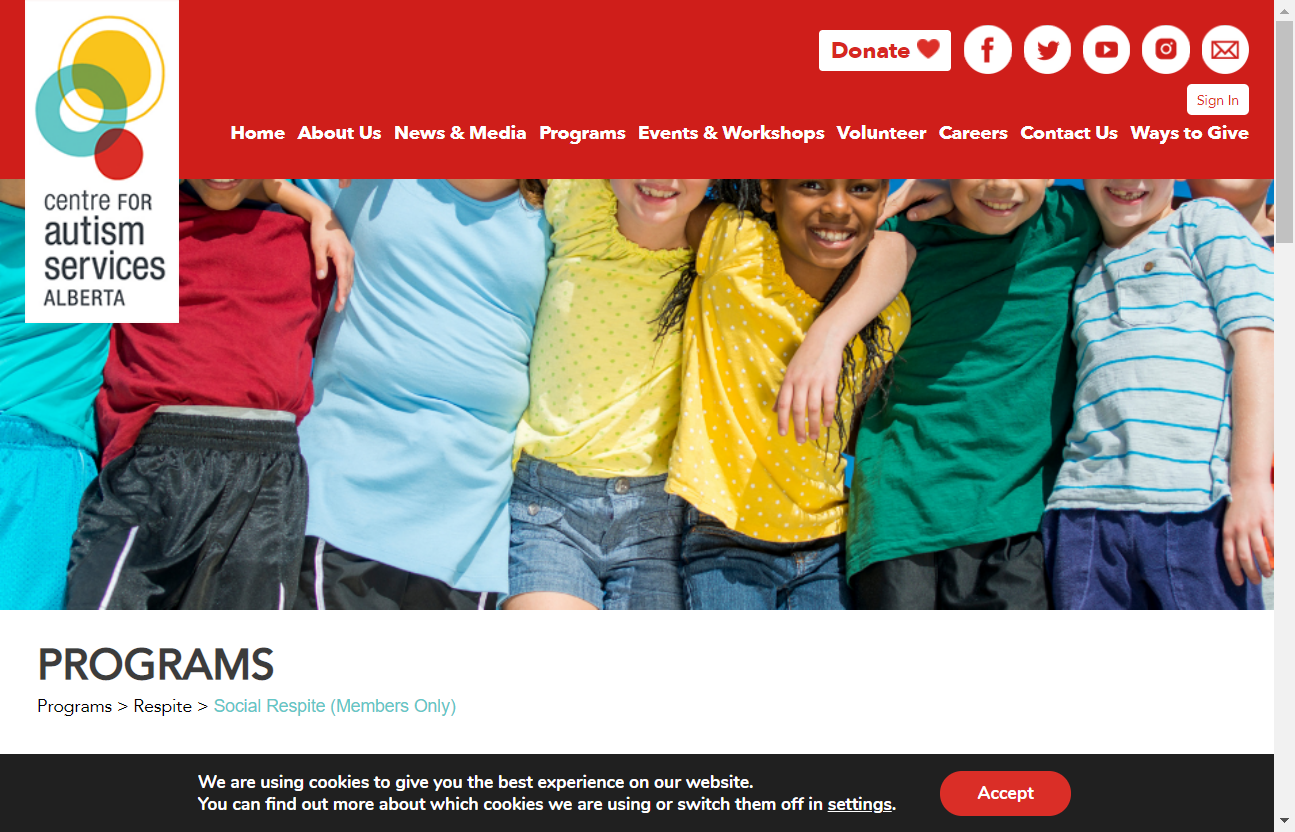 centre FOR
autism
services
ALBERTA
Donate
Sign In
Home About Us News & Media Programs Events & Workshops Volunteer Careers Contact Us Ways to Give
PROGRAMS
Programs > Respite > Social Respite (Members Only)
We are using cookies to give you the best experience on our website.
You can find out more about which cookies we are using or switch them off in settings.
Accept